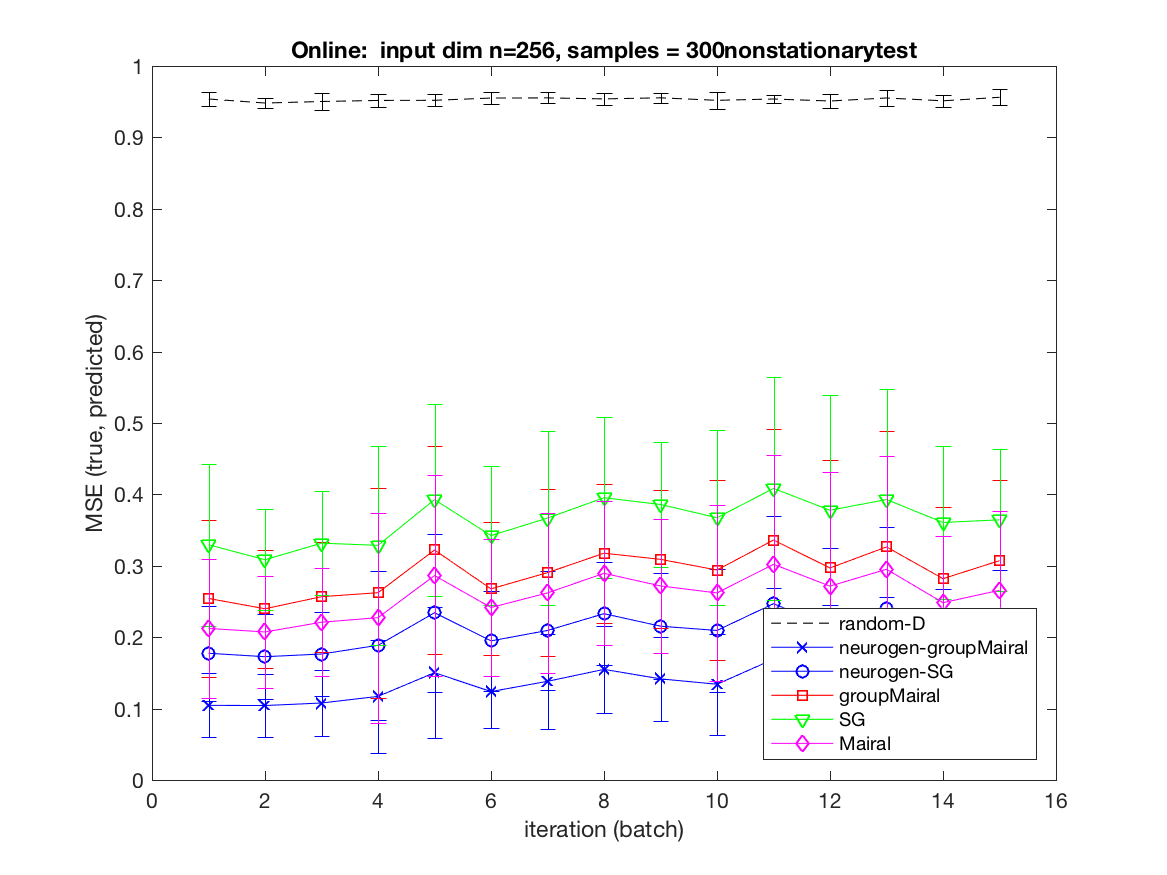 Online:  input dim n=256, samples = 300nonstationarytest
1
0.9
0.8
0.7
0.6
0.5
0.4
0.3
0.2
0.1
0
MSE (true, predicted)
random-D
neurogen-groupMairal
neurogen-SG
groupMairal
SG
Mairal
0 2 4 6 8 10 12 14 16
iteration (batch)